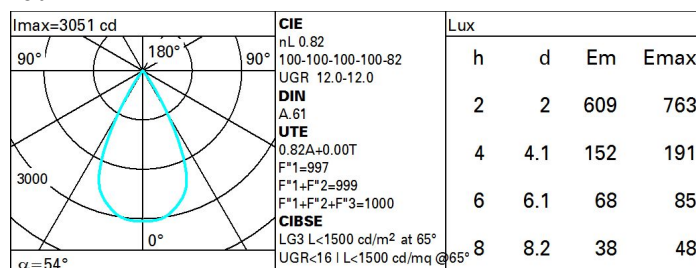 Imax=3051 cd
90°
180°
90°
3000
0°
α=54°
CIE
nL 0.82
100-100-100-100-82
UGR 12.0-12.0
DIN
A.61
UTE
0.82A+0.00T
F"1=997
F"1+F"2=999
F"1+F"2+F"3=1000
CIBSE
LG3 L<1500 cd/m² at 65°
UGR<16 | L<1500 cd/mq @65°
Lux
h d Em Emax
2 2 609 763
4 4.1 152 191
6 6.1 68 85
8 8.2 38 48